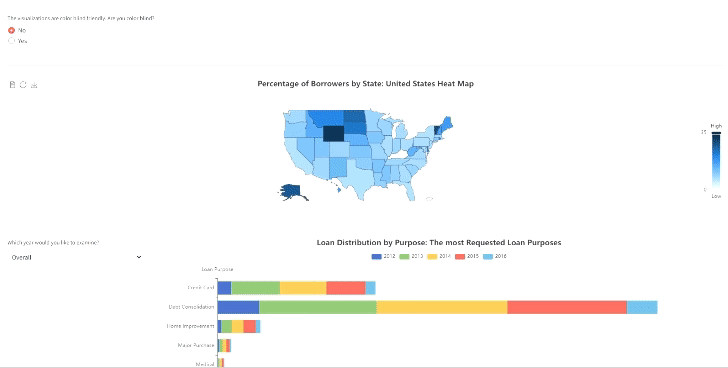 The visualizations are color blind friendly. Are you color blind?
No
Yes
Percentage of Borrowers by State: United States Heat Map
High
15
Low
Which year would you like to examine?
Overall
Loan Distribution by Purpose: The most Requested Loan Purposes
2012 2013 2014 2015 2016
Loan Purpose
Credit Card
Debt Consolidation
Home Improvement
Major Purchase
Medical